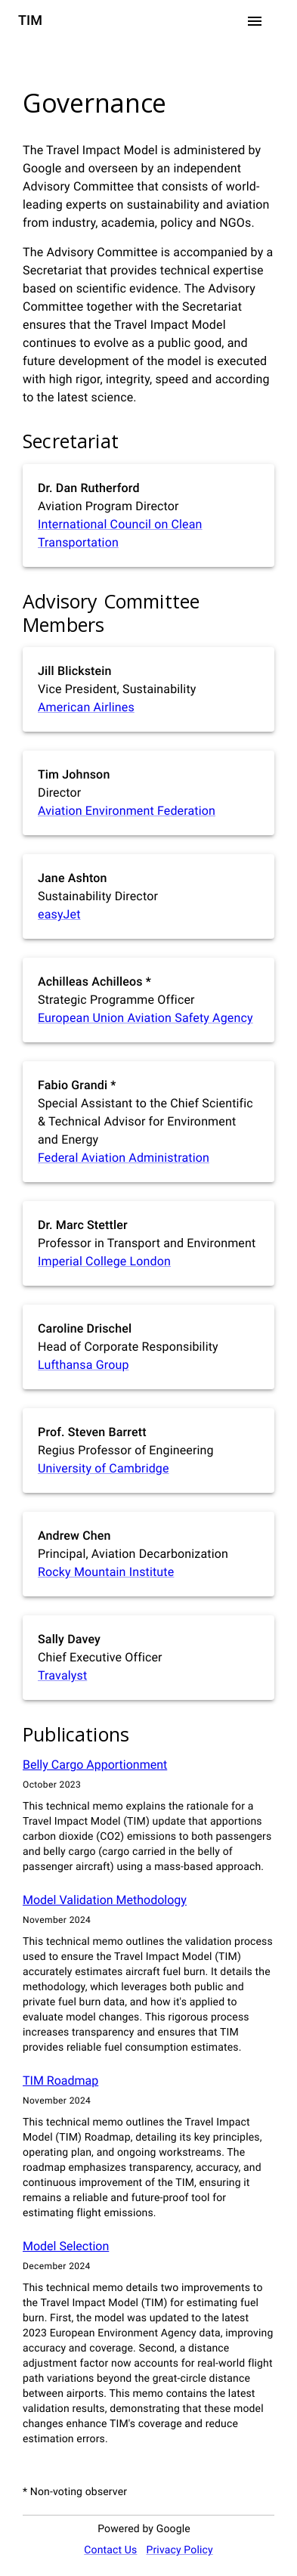 TIM
Governance
The Travel Impact Model is administered by
Google and overseen by an independent
Advisory Committee that consists of world-
leading experts on sustainability and aviation
from industry, academia, policy and NGOs.
The Advisory Committee is accompanied by a
Secretariat that provides technical expertise
based on scientific evidence. The Advisory
Committee together with the Secretariat
ensures that the Travel Impact Model
continues to evolve as a public good, and
future development of the model is executed
with high rigor, integrity, speed and according
to the latest science.
Secretariat
Dr. Dan Rutherford
Aviation Program Director
International Council on Clean
Transportation
Advisory Committee
Members
Jill Blickstein
Vice President, Sustainability
American Airlines
Tim Johnson
Director
Aviation Environment Federation
Jane Ashton
Sustainability Director
easyJet
Achilleas Achilleos *
Strategic Programme Officer
European Union Aviation Safety Agency
Fabio Grandi *
Special Assistant to the Chief Scientific
& Technical Advisor for Environment
and Energy
Federal Aviation Administration
Dr. Marc Stettler
Professor in Transport and Environment
Imperial College London
Caroline Drischel
Head of Corporate Responsibility
Lufthansa Group
Prof. Steven Barrett
Regius Professor of Engineering
University of Cambridge
Andrew Chen
Principal, Aviation Decarbonization
Rocky Mountain Institute
Sally Davey
Chief Executive Officer
Travalyst
Publications
Belly Cargo Apportionment
October 2023
This technical memo explains the rationale for a
Travel Impact Model (TIM) update that apportions
carbon dioxide (CO2) emissions to both passengers
and belly cargo (cargo carried in the belly of
passenger aircraft) using a mass-based approach.
Model Validation Methodology
November 2024
This technical memo outlines the validation process
used to ensure the Travel Impact Model (TIM)
accurately estimates aircraft fuel burn. It details the
methodology, which leverages both public and
private fuel burn data, and how it's applied to
evaluate model changes. This rigorous process
increases transparency and ensures that TIM
provides reliable fuel consumption estimates.
TIM Roadmap
November 2024
This technical memo outlines the Travel Impact
Model (TIM) Roadmap, detailing its key principles,
operating plan, and ongoing workstreams. The
roadmap emphasizes transparency, accuracy, and
continuous improvement of the TIM, ensuring it
remains a reliable and future-proof tool for
estimating flight emissions.
Model Selection
December 2024
This technical memo details two improvements to
the Travel Impact Model (TIM) for estimating fuel
burn. First, the model was updated to the latest
2023 European Environment Agency data, improving
accuracy and coverage. Second, a distance
adjustment factor now accounts for real-world flight
path variations beyond the great-circle distance
between airports. This memo contains the latest
validation results, demonstrating that these model
changes enhance TIM's coverage and reduce
estimation errors.
* Non-voting observer
Powered by Google
Contact Us Privacy Policy